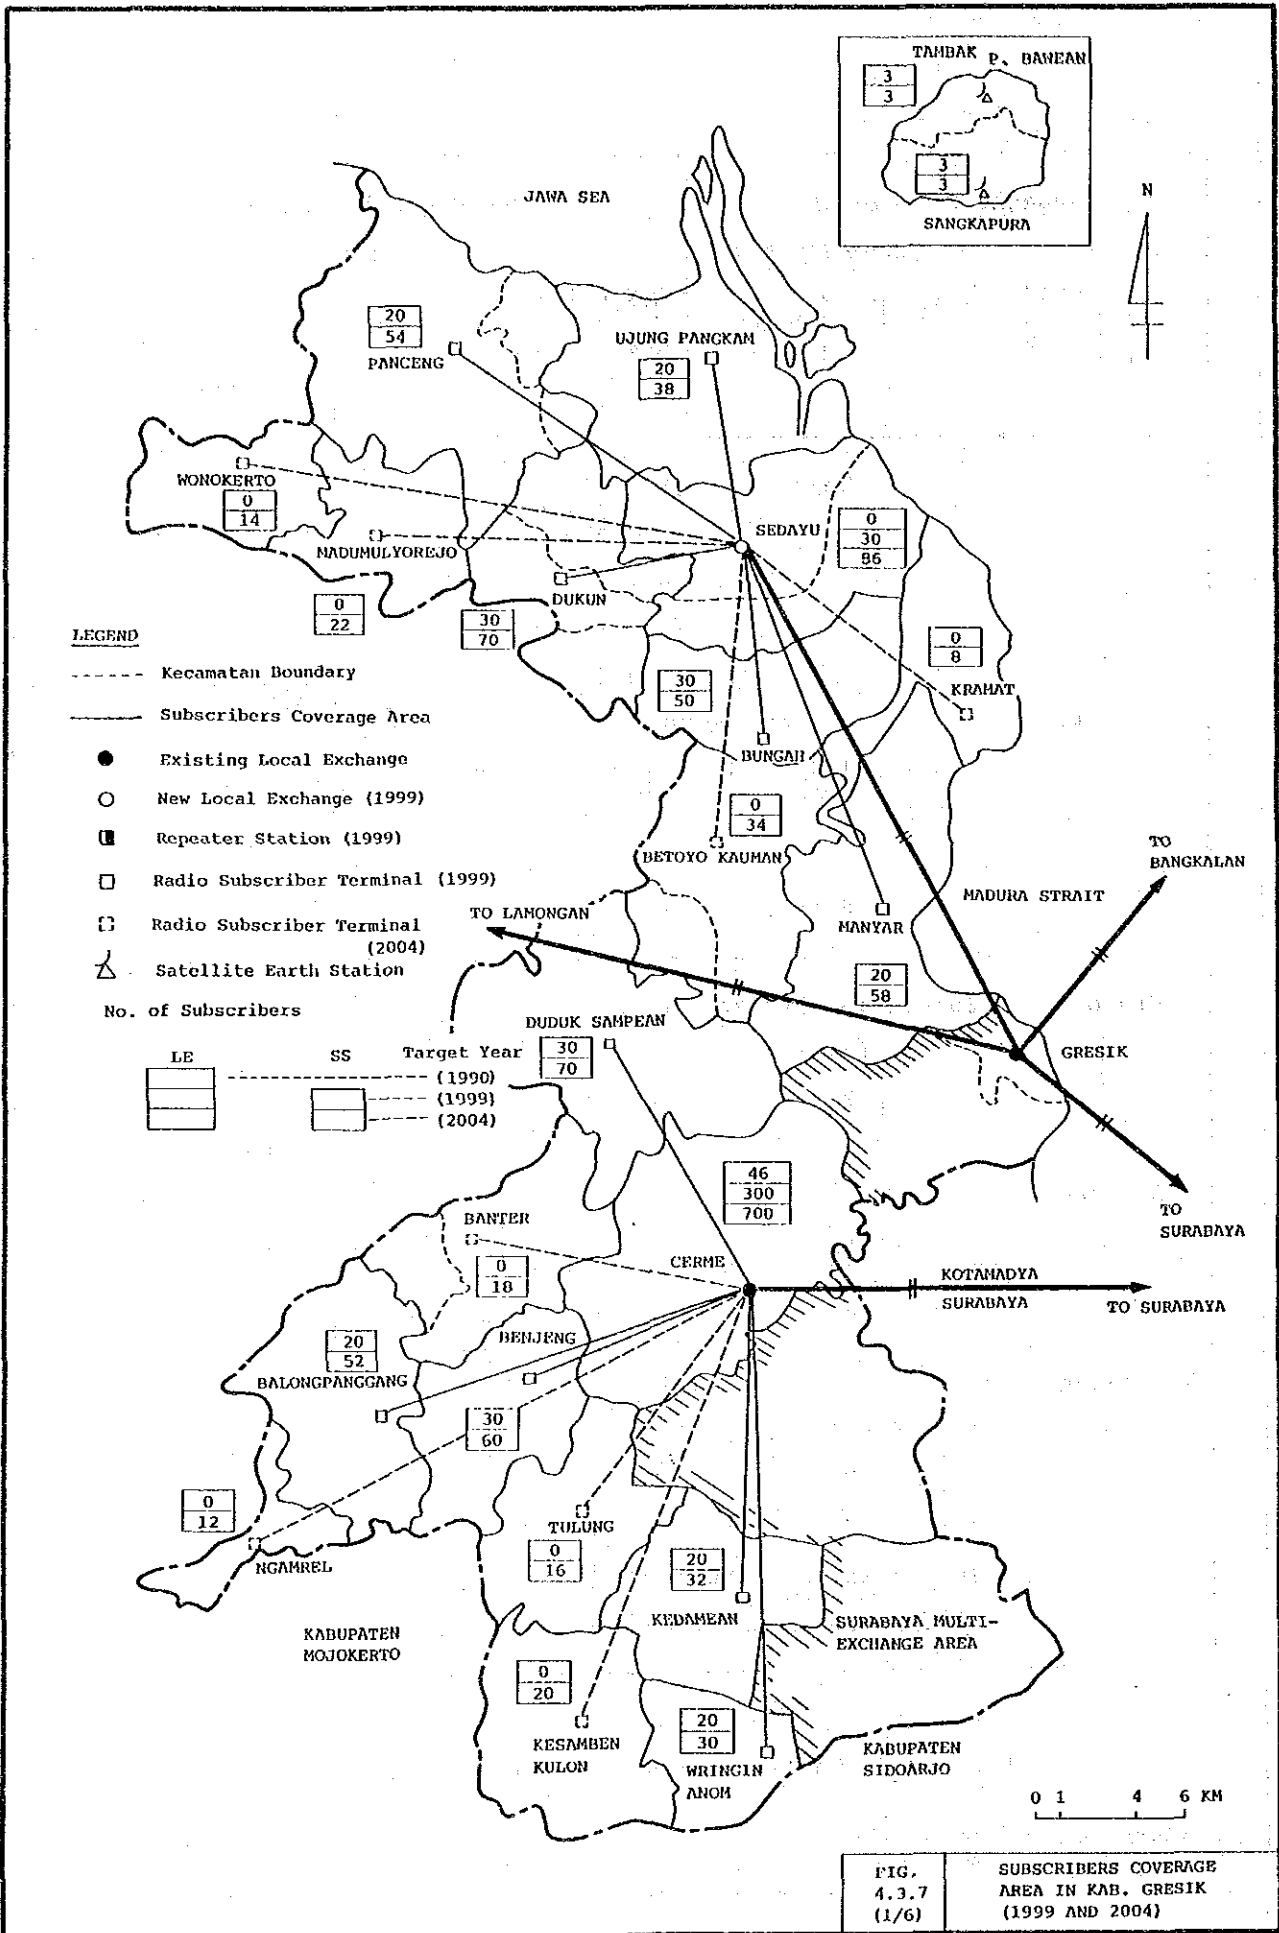 TAMBAK P. BAWEAN
3
3
3
3
SANGKAPURA
N
JAWA SEA
20
54
PANCENG
UJUNG PANGKAM
20
38
WONOKERTO
0
14
MADUMULYOREJO
0
22
SEDAYU
0
30
86
DUKUN
30
70
0
8
KRAMAT
30
50
BUNGAH
0
34
BETOYO KAUMAN
LEGEND
Kecamatan Boundary
Subscribers Coverage Area
Existing Local Exchange
New Local Exchange (1999)
Repeater Station (1999)
Radio Subscriber Terminal (1999)
Radio Subscriber Terminal
(2004)
Satellite Earth Station
No. of Subscribers
LE SS Target Year
(1990)
(1999)
(2004)
TO
BANGKALAN
MADURA STRAIT
TO LAMONGAN
MANYAR
20
58
DUDUK SAMPEAN
30
70
GRESIK
46
300
700
TO
SURABAYA
BANTER
0
18
CERME
KOTAMADYA
SURABAYA
TO SURABAYA
BENJENG
20
52
BALONGPANGGANG
30
60
0
12
NGAMREL
TULUNG
0
16
20
32
KEDAMEAN
SURABAYA MULTI-
EXCHANGE AREA
KABUPATEN
MOJOKERTO
0
20
KESAMBEN
KULON
20
30
WRINGIN
ANOM
KABUPATEN
SIDOARJO
0 1 4 6 KM
FIG.
4.3.7
(1/6)
SUBSCRIBERS COVERAGE
AREA IN KAB. GRESIK
(1999 AND 2004)